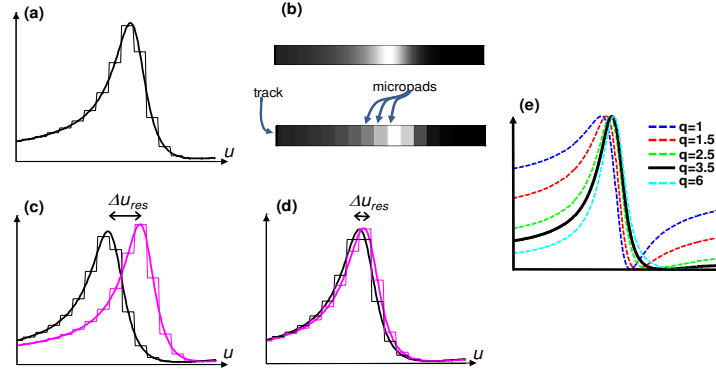 (a)
u
(b)
track
micropads
(c)
Δu_res
u
(d)
Δu_res
u
(e)
q=1
q=1.5
q=2.5
q=3.5
q=6